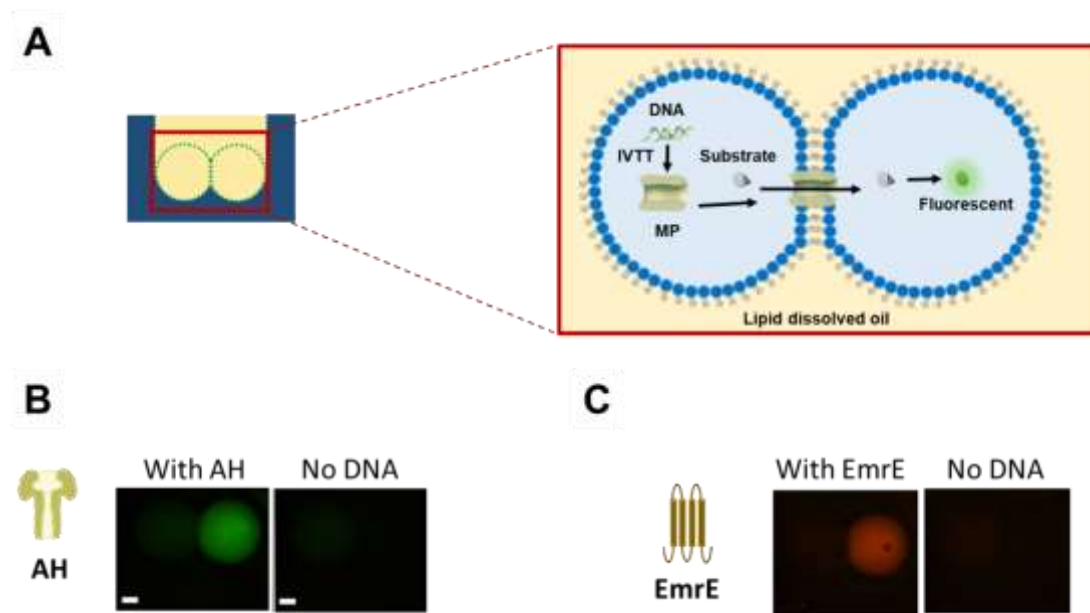 A
DNA
IVTT
Substrate
MP
Fluorescent
Lipid dissolved oil
B
With AH
No DNA
AH
C
With EmrE
No DNA
EmrE